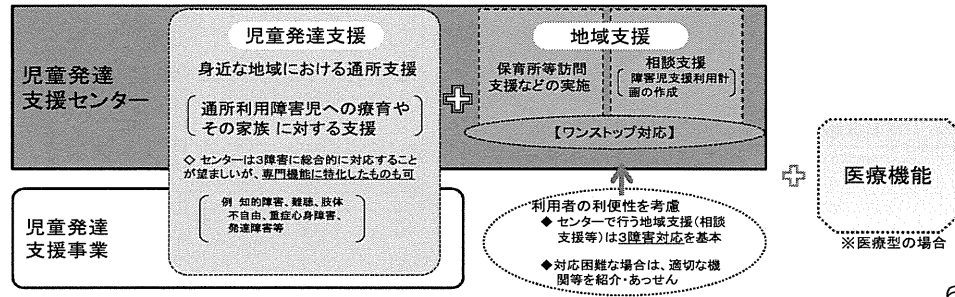 児童発達
支援センター
児童発達支援
身近な地域における通所支援
通所利用障害児への療育や
その家族に対する支援
◇ センターは3障害に総合的に対応すること
が望ましいが、専門機能に特化したものも可
例 知的障害、難聴、肢体
不自由、重症心身障害、
発達障害等
児童発達
支援事業
地域支援
保育所等訪問
支援などの実施
相談支援
障害児支援利用計
画の作成
【ワンストップ対応】
利用者の利便性を考慮
◆ センターで行う地域支援(相談
支援等)は3障害対応を基本
◆対応困難な場合は、適切な機
関等を紹介・あっせん
医療機能
※医療型の場合
6